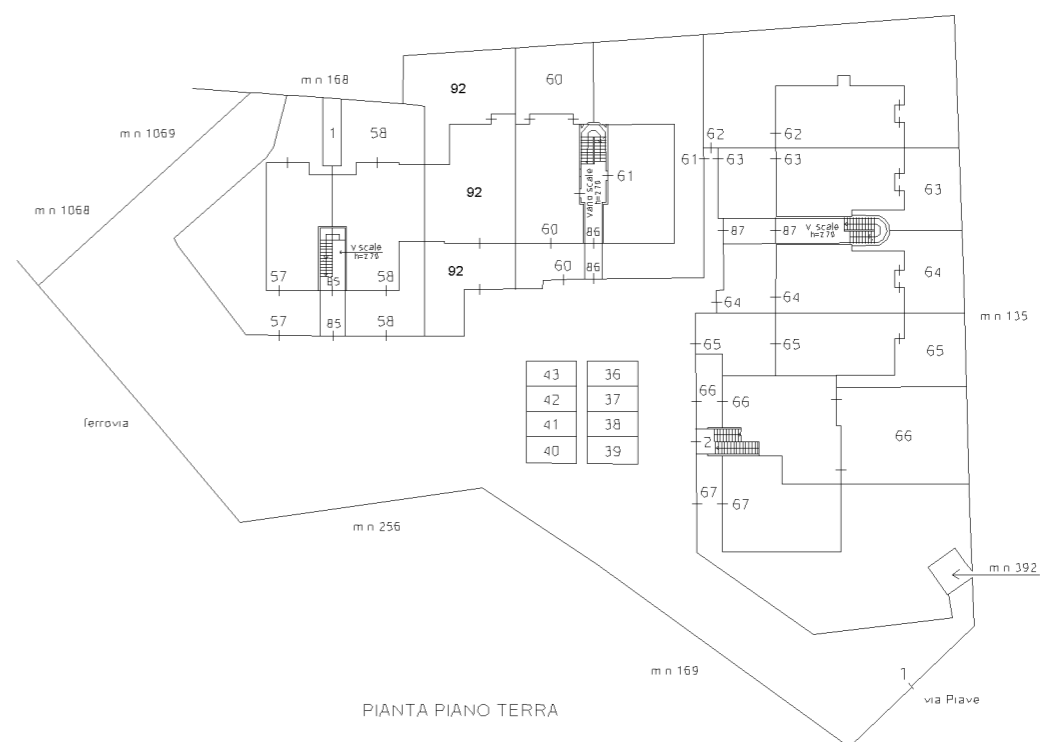 m n 168
92
60
m n 1069
1
58
62
62
61
63
63
61
vano scale
h=270
92
63
m n 1068
87
87
v scale
h=270
60
86
v scale
h=270
92
60
86
64
57
85
58
64
64
m n 135
57
85
58
65
65
65
43
36
42
37
66
66
41
38
66
ferrovia
40
39
2
67
67
m n 256
m n 392
m n 169
1
via Piave
PIANTA PIANO TERRA